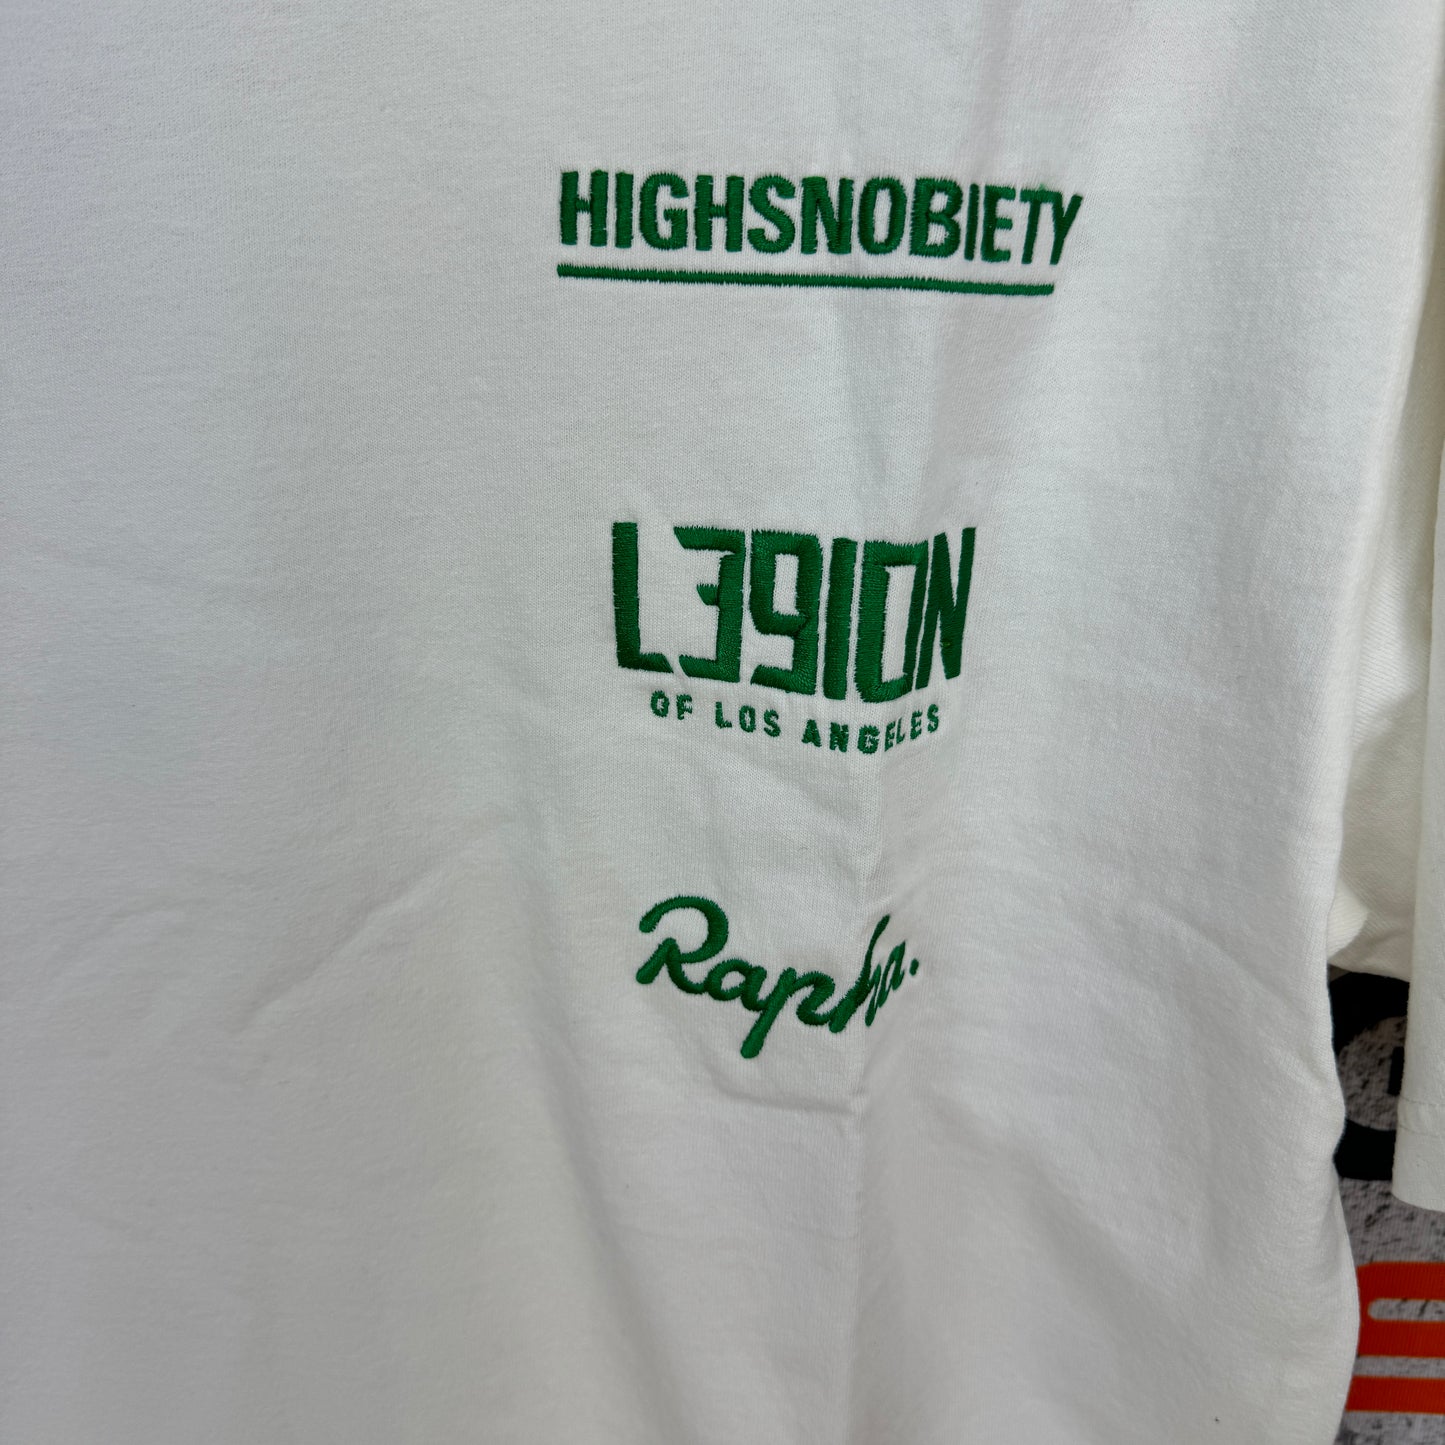 HIGHSNOBIETY
L39ION
OF LOS ANGELES
Rapha.